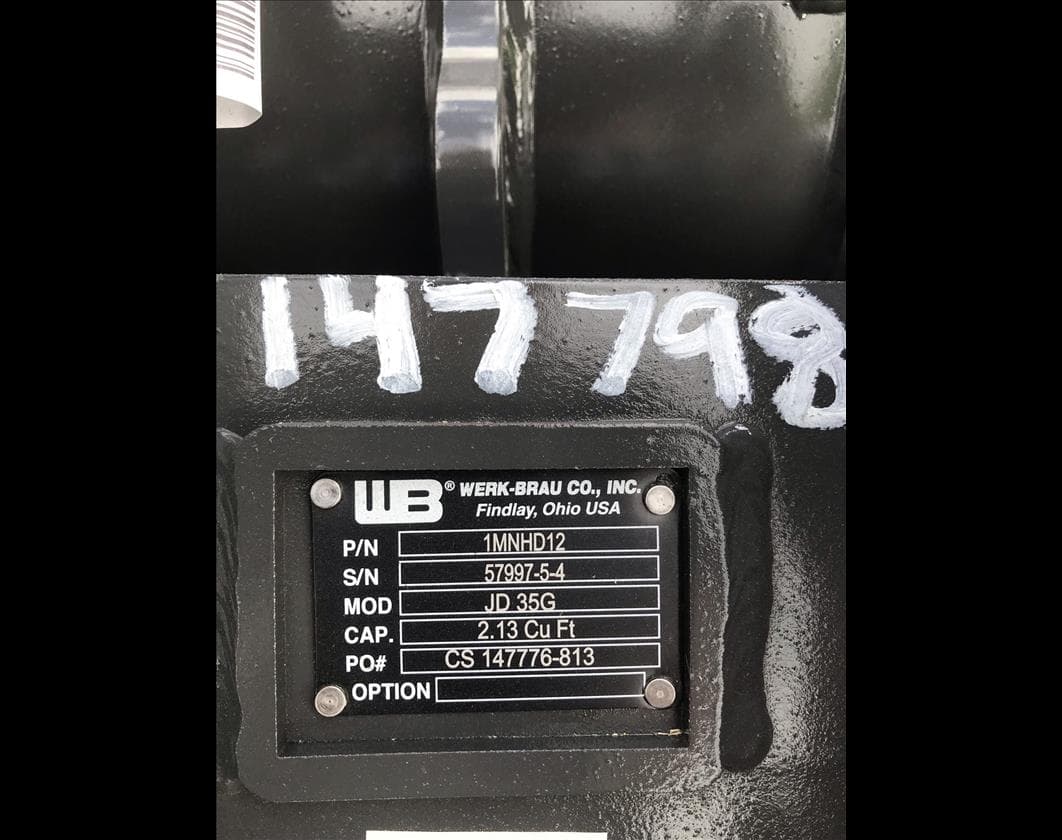 147798
WB® WERK-BRAU CO., INC.
Findlay, Ohio USA
P/N 1MNHD12
S/N 57997-5-4
MOD JD 35G
CAP. 2.13 Cu Ft
PO# CS 147776-813
OPTION